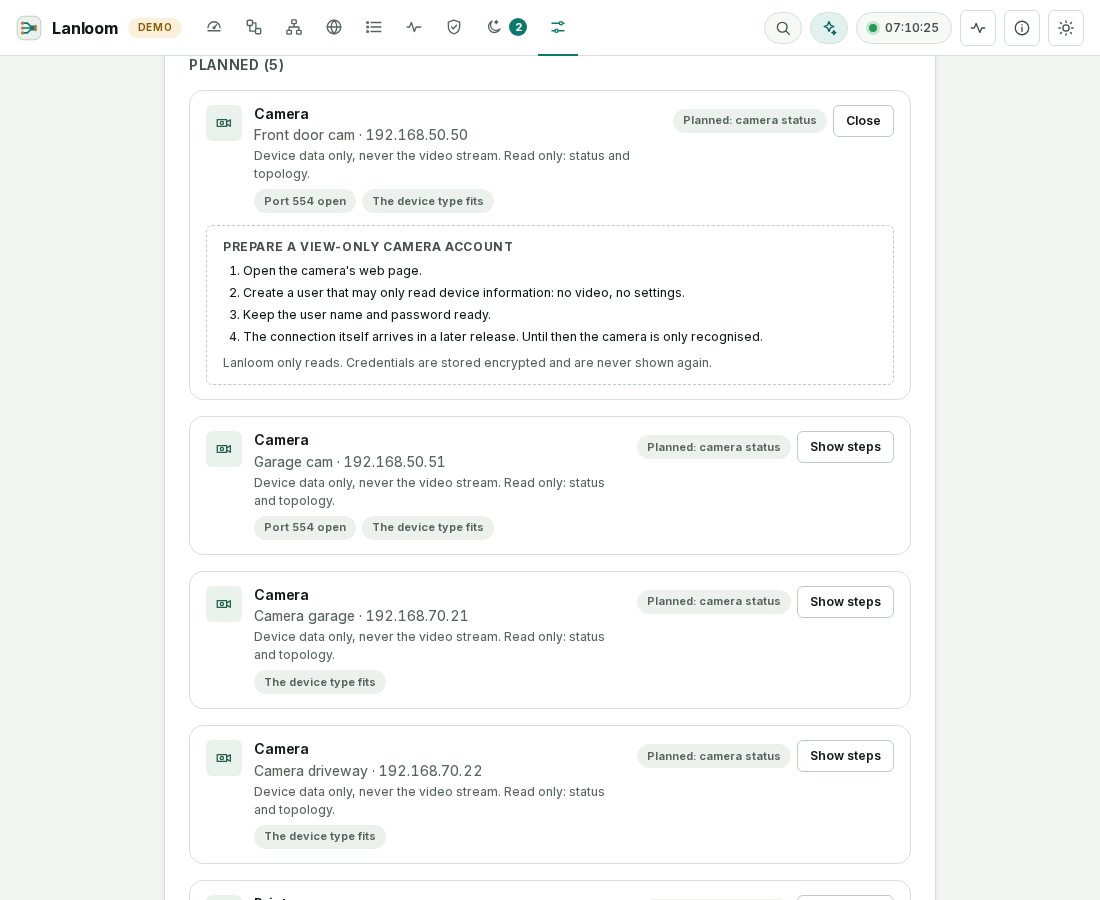 Lanloom DEMO 2 07:10:25
PLANNED (5)
Camera
Planned: camera status Close
Front door cam · 192.168.50.50
Device data only, never the video stream. Read only: status and
topology.
Port 554 open The device type fits
PREPARE A VIEW-ONLY CAMERA ACCOUNT
1. Open the camera's web page.
2. Create a user that may only read device information: no video, no settings.
3. Keep the user name and password ready.
4. The connection itself arrives in a later release. Until then the camera is only recognised.
Lanloom only reads. Credentials are stored encrypted and are never shown again.
Camera
Planned: camera status Show steps
Garage cam · 192.168.50.51
Device data only, never the video stream. Read only: status
and topology.
Port 554 open The device type fits
Camera
Planned: camera status Show steps
Camera garage · 192.168.70.21
Device data only, never the video stream. Read only: status
and topology.
The device type fits
Camera
Planned: camera status Show steps
Camera driveway · 192.168.70.22
Device data only, never the video stream. Read only: status
and topology.
The device type fits